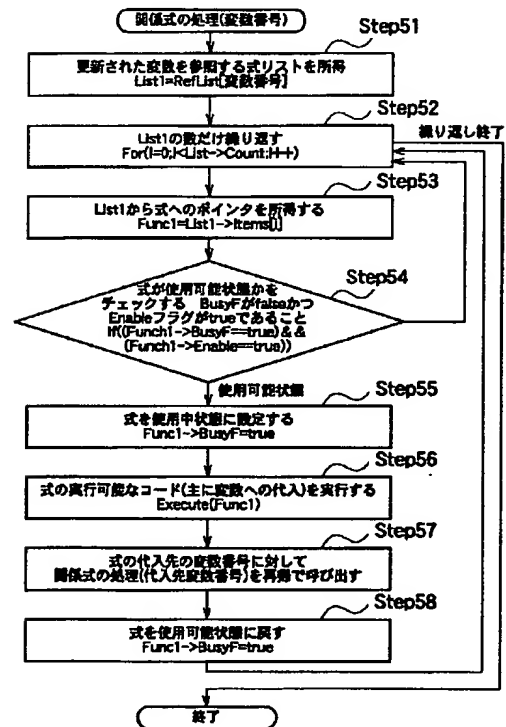 関係式の処理(変数番号)
Step51
更新された変数を参照する式リストを所得
List1=RefList[変数番号]
Step52
List1の数だけ繰り返す
For(I=0;I<List->Count;I++)
繰り返し終了
Step53
List1から式へのポインタを所得する
Func1=List1->Items[i]
Step54
式が使用可能状態かを
チェックする BusyFがfalseかつ
Enableフラグがtrueであること
If((Funch1->BusyF==true)&&
(Funch1->Enable==true))
使用可能状態
Step55
式を使用中状態に設定する
Func1->BusyF=true
Step56
式の実行可能なコード(主に変数への代入)を実行する
Execute(Func1)
Step57
式の代入先の変数番号に対して
関係式の処理(代入先変数番号)を再帰で呼び出す
Step58
式を使用可能状態に戻す
Func1->BusyF=true
終了